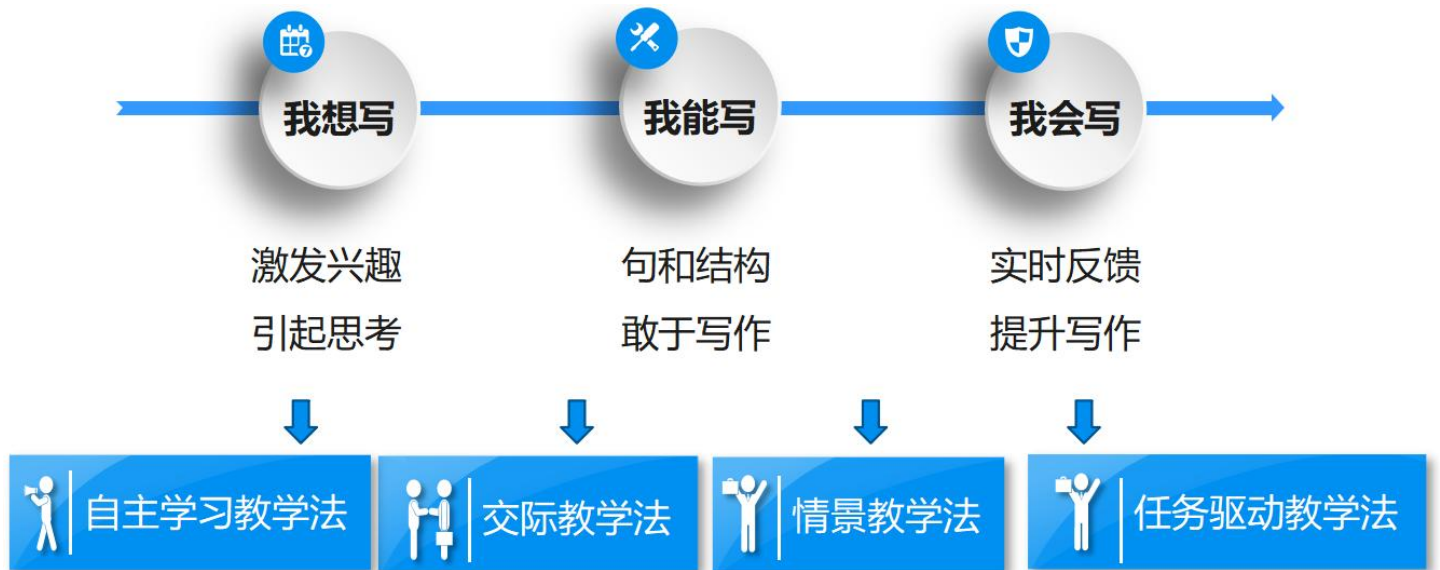 7
我想写
我能写
我会写
激发兴趣
引起思考
句和结构
敢于写作
实时反馈
提升写作
自主学习教学法
交际教学法
情景教学法
任务驱动教学法